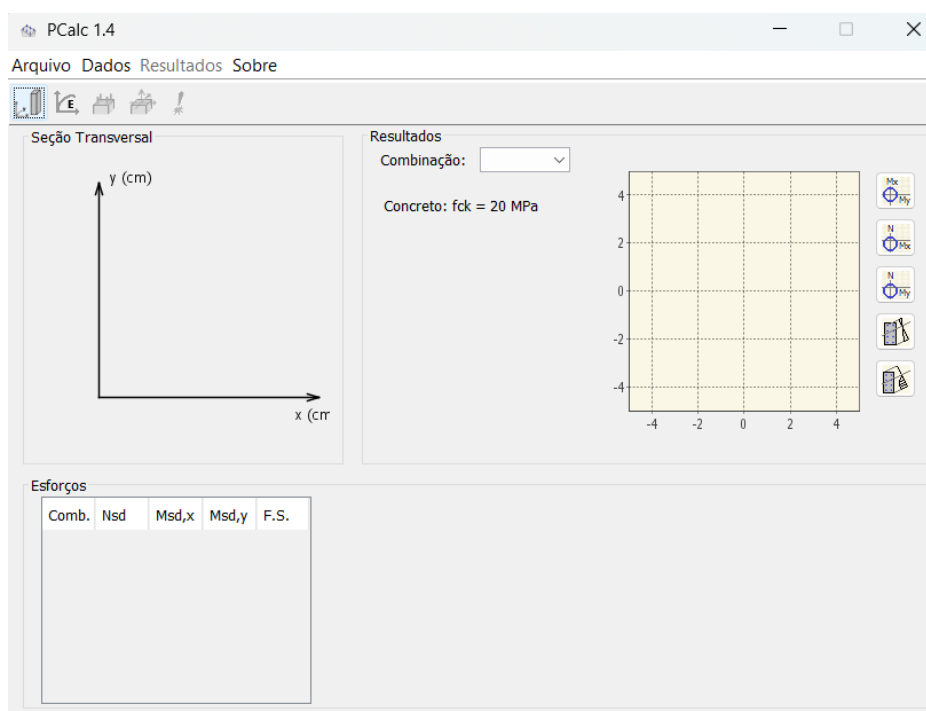 PCalc 1.4
Arquivo Dados Resultados Sobre
E
Seção Transversal
y (cm)
x (cm
Resultados
Combinação:
Concreto: fck = 20 MPa
4
2
0
-2
-4
-4 -2 0 2 4
Mx
My
N
Mx
N
My
Esforços
Comb. Nsd Msd,x Msd,y F.S.